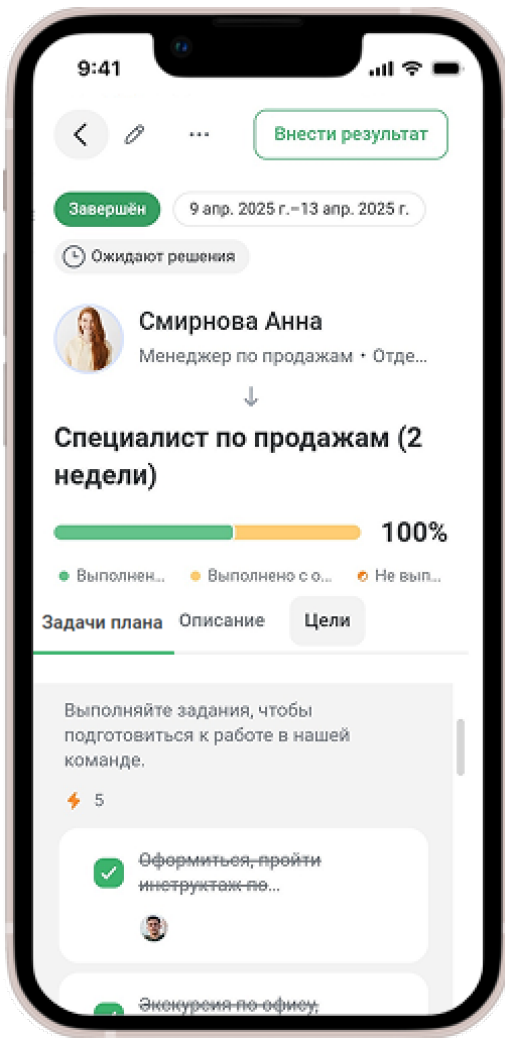 9:41
Внести результат
Завершён
9 апр. 2025 г.–13 апр. 2025 г.
Ожидают решения
Смирнова Анна
Менеджер по продажам • Отде...
Специалист по продажам (2
недели)
100%
Выполнен...
Выполнено с о...
Не вып...
Задачи плана
Описание
Цели
Выполняйте задания, чтобы
подготовиться к работе в нашей
команде.
5
Оформиться, пройти
инструктаж по...
Экскурсия по офису,